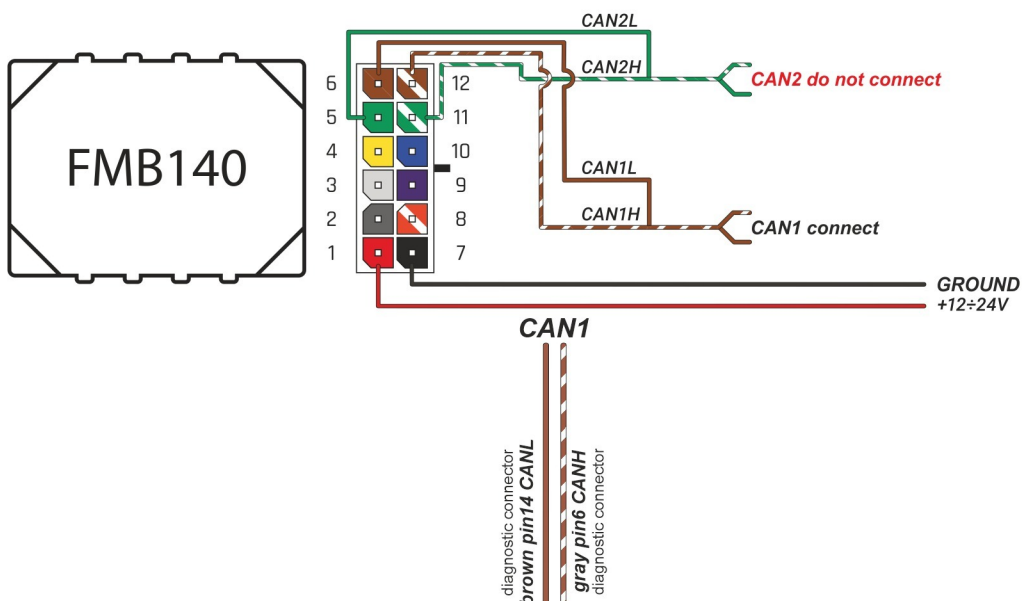 CAN2L
FMB140
6
12
CAN2H
CAN2 do not connect
5
11
4
10
3
9
CAN1L
2
8
CAN1H
CAN1 connect
1
7
GROUND
+12÷24V
CAN1
diagnostic connector
brown pin14 CANL
gray pin6 CANH
diagnostic connector